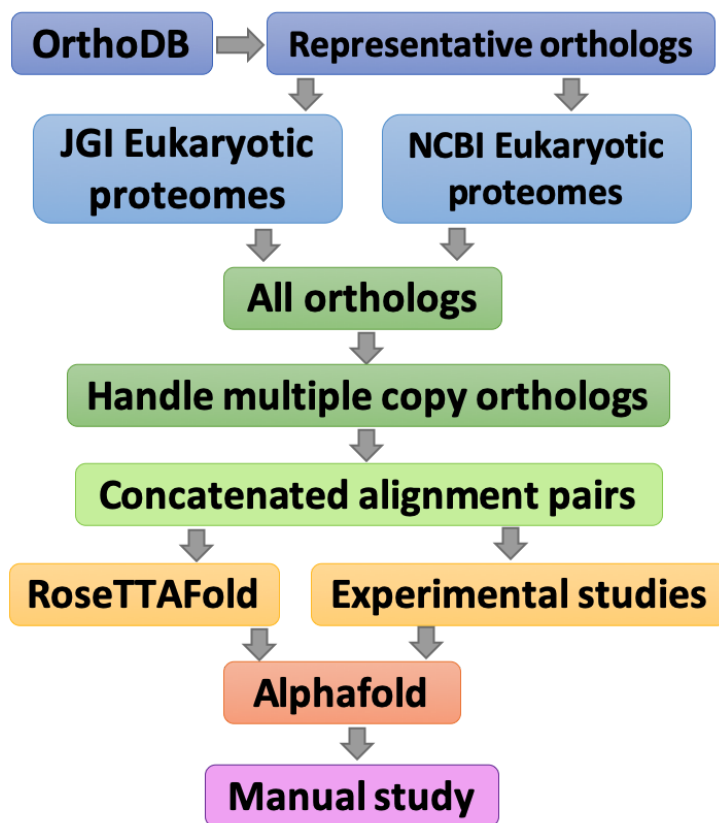 OrthoDB
Representative orthologs
JGI Eukaryotic
proteomes
NCBI Eukaryotic
proteomes
All orthologs
Handle multiple copy orthologs
Concatenated alignment pairs
RoseTTAFold
Experimental studies
Alphafold
Manual study